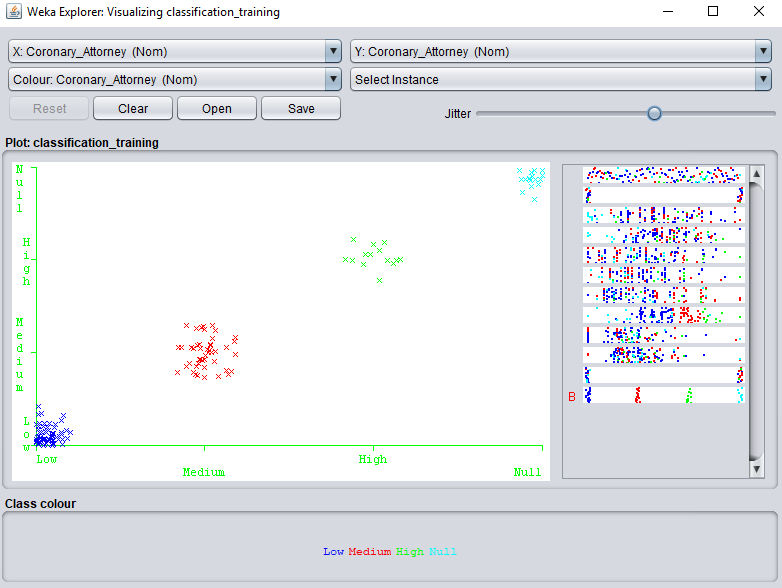 Weka Explorer: Visualizing classification_training
X: Coronary_Attorney (Nom) Y: Coronary_Attorney (Nom)
Colour: Coronary_Attorney (Nom) Select Instance
Reset Clear Open Save Jitter
Plot: classification_training
Null
High
Medium
Low
Low Medium High Null
B
Class colour
Low Medium High Null